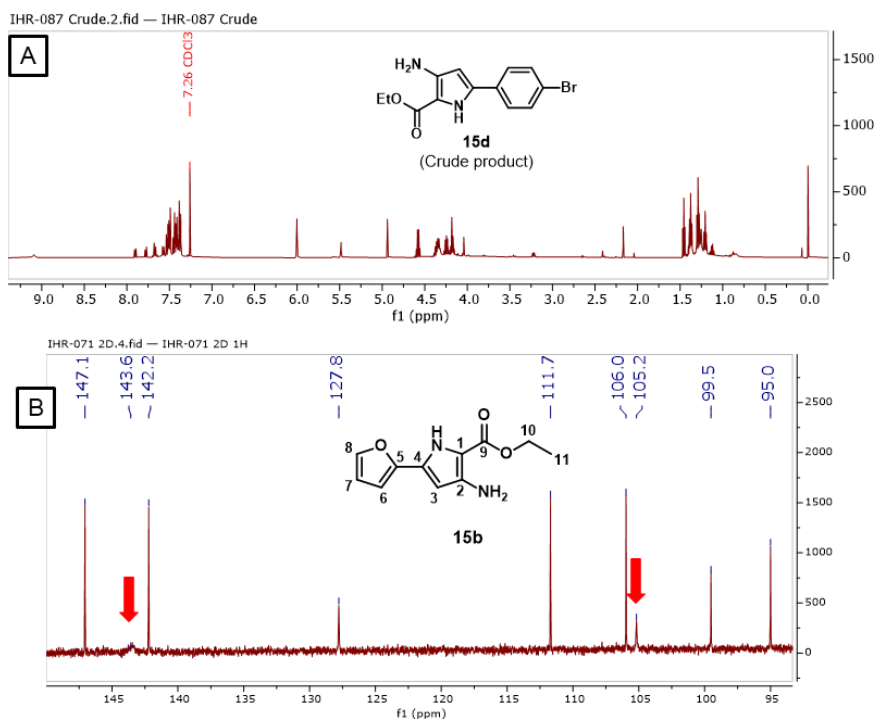 IHR-087 Crude.2.fid — IHR-087 Crude
A
7.26 CDCl3
H₂N
EtO
O
N
H
Br
15d
(Crude product)
1500
1000
500
0
9.0 8.5 8.0 7.5 7.0 6.5 6.0 5.5 5.0 4.5 4.0 3.5 3.0 2.5 2.0 1.5 1.0 0.5 0.0
f1 (ppm)
IHR-071 2D.4.fid — IHR-071 2D 1H
B
147.1 143.6 142.2 127.8 111.7 106.0 105.2 99.5 95.0
O
10
8 O NH 1 O
9 11
5 4
7 6 3 2 NH₂
15b
2500
2000
1500
1000
500
0
145 140 135 130 125 120 115 110 105 100 95
f1 (ppm)